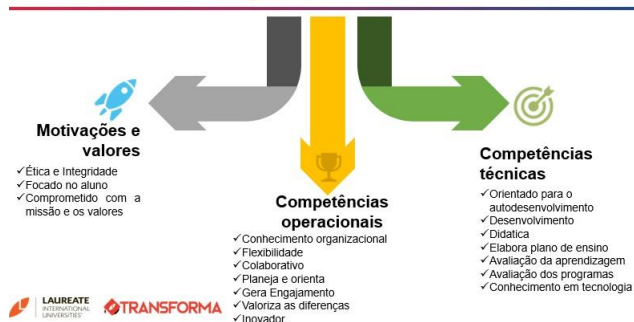 Motivações e
valores
✓Ética e Integridade
✓Focado no aluno
✓Comprometido com a
missão e os valores
Competências
operacionais
✓Conhecimento organizacional
✓Flexibilidade
✓Colaborativo
✓Planeja e orienta
✓Gera Engajamento
✓Valoriza as diferenças
✓Inovador.
Competências
técnicas
✓Orientado para o
autodesenvolvimento
✓Desenvolvimento
✓Didatica
✓Elabora plano de ensino
✓Avaliação da aprendizagem
✓Avaliação dos programas
✓Conhecimento em tecnologia
LAUREATE
INTERNATIONAL
UNIVERSITIES
TRANSFORMA